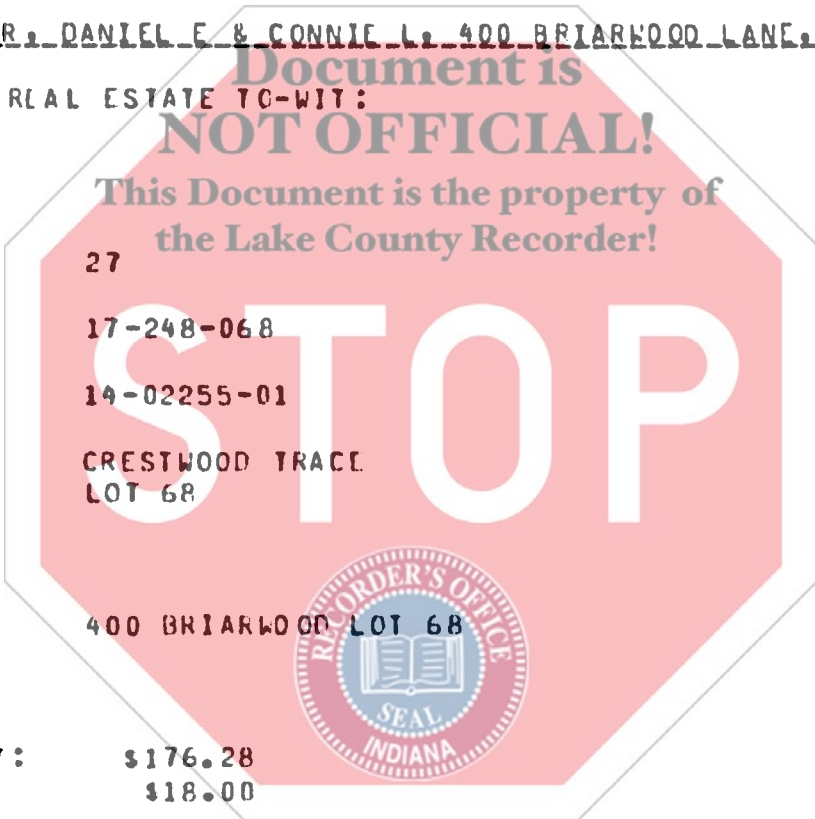 R. DANIEL E & CONNIE L. 400 BRIARWOOD LANE.
Document is
REAL ESTATE TO-WIT:
NOT OFFICIAL!
This Document is the property of
the Lake County Recorder!
27
17-248-068
STOP
14-02255-01
CRESTWOOD TRACE
LOT 68
RECORDER'S OFFICE
400 BRIARWOOD LOT 68
SEAL
INDIANA
: $176.28
$18.00